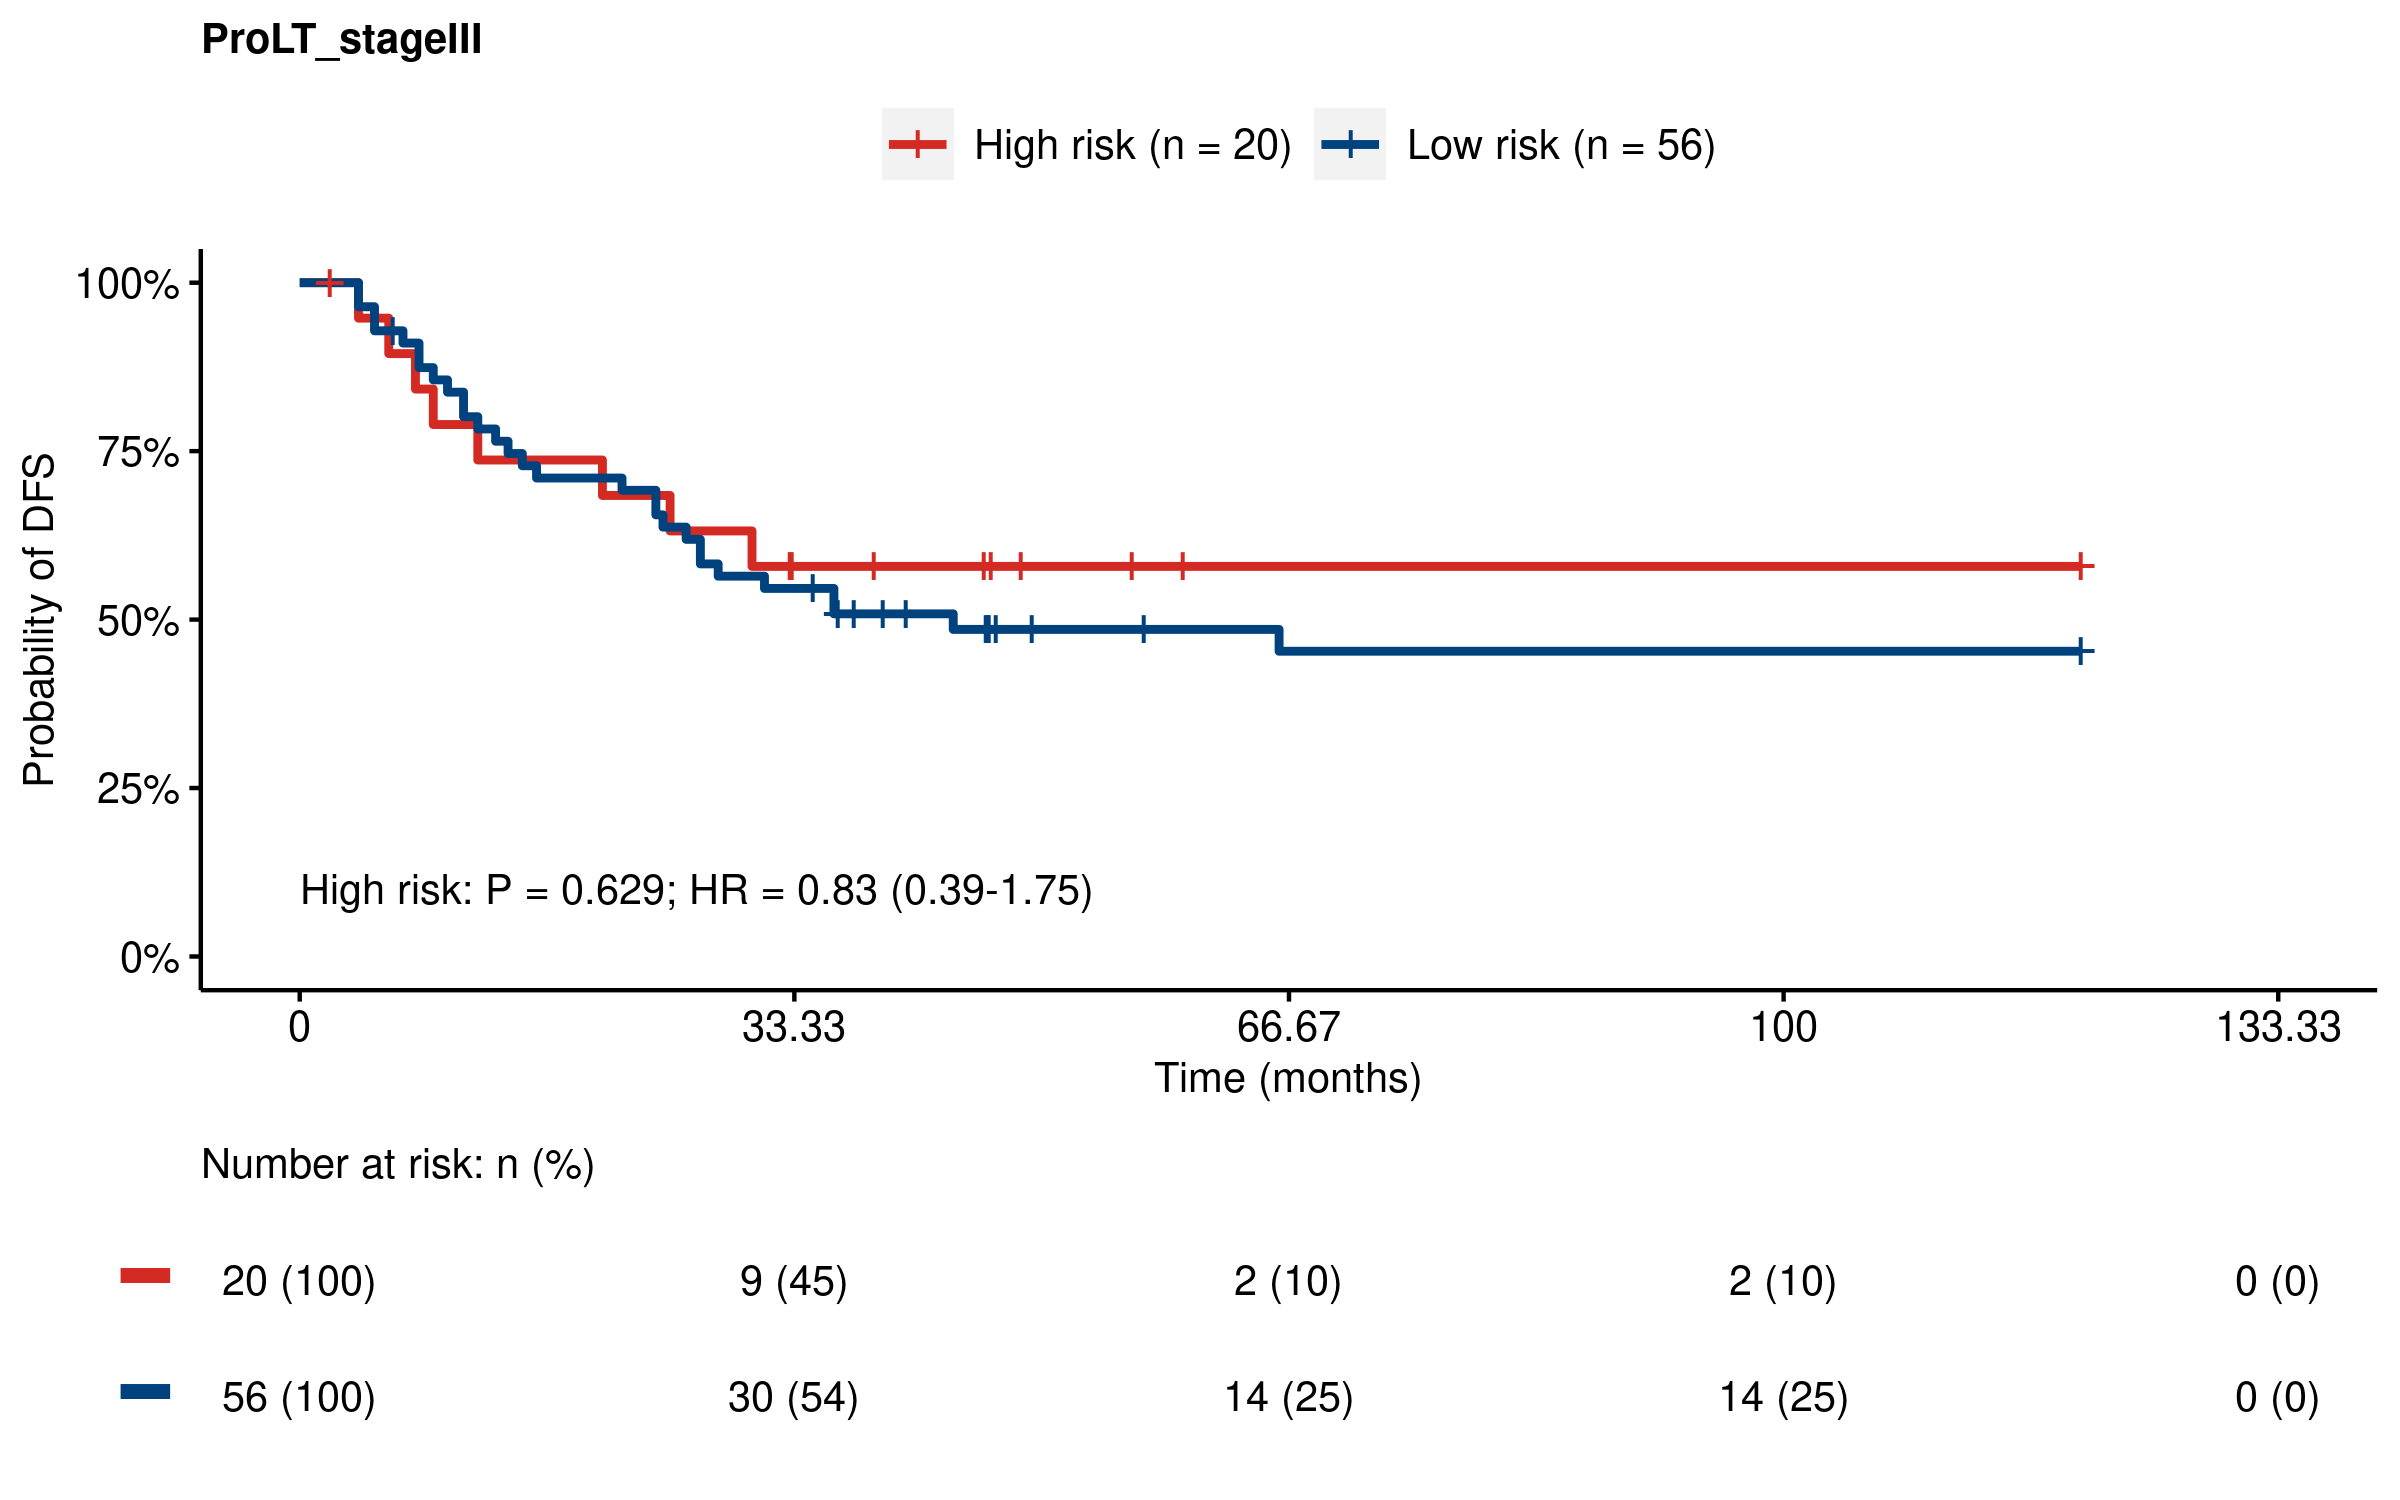 ProLT_stageIII
High risk (n = 20) Low risk (n = 56)
Probability of DFS
100%
75%
50%
25%
0%
High risk: P = 0.629; HR = 0.83 (0.39-1.75)
0 33.33 66.67 100 133.33
Time (months)
Number at risk: n (%)
20 (100) 9 (45) 2 (10) 2 (10) 0 (0)
56 (100) 30 (54) 14 (25) 14 (25) 0 (0)